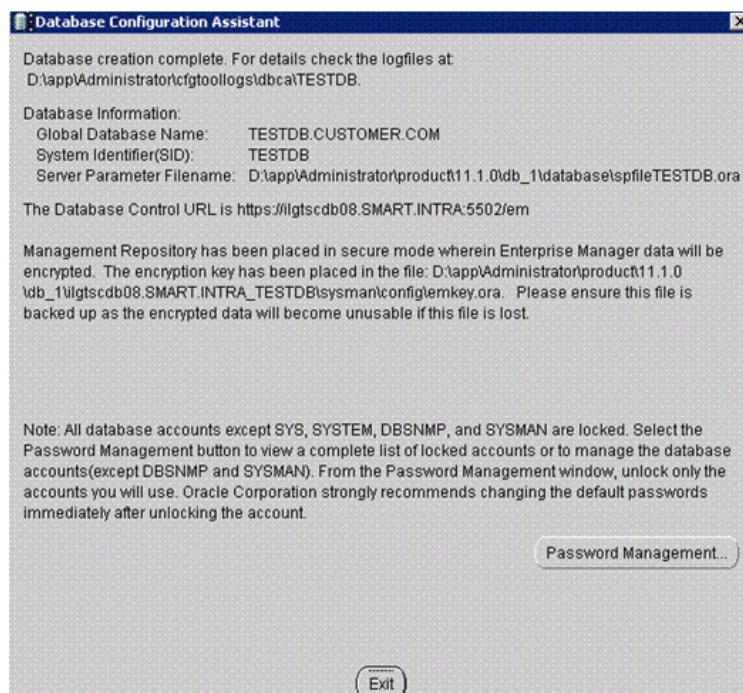 Database Configuration Assistant
Database creation complete. For details check the logfiles at:
D:\app\Administrator\cfgtoollogs\dbca\TESTDB.
Database Information:
Global Database Name: TESTDB.CUSTOMER.COM
System Identifier(SID): TESTDB
Server Parameter Filename: D:\app\Administrator\product\11.1.0\db_1\database\spfileTESTDB.ora
The Database Control URL is https://ilgtscdb08.SMART.INTRA:5502/em
Management Repository has been placed in secure mode wherein Enterprise Manager data will be
encrypted. The encryption key has been placed in the file: D:\app\Administrator\product\11.1.0
\db_1\ilgtscdb08.SMART.INTRA_TESTDB\sysman\config\emkey.ora. Please ensure this file is
backed up as the encrypted data will become unusable if this file is lost.
Note: All database accounts except SYS, SYSTEM, DBSNMP, and SYSMAN are locked. Select the
Password Management button to view a complete list of locked accounts or to manage the database
accounts(except DBSNMP and SYSMAN). From the Password Management window, unlock only the
accounts you will use. Oracle Corporation strongly recommends changing the default passwords
immediately after unlocking the account.
Password Management...
Exit